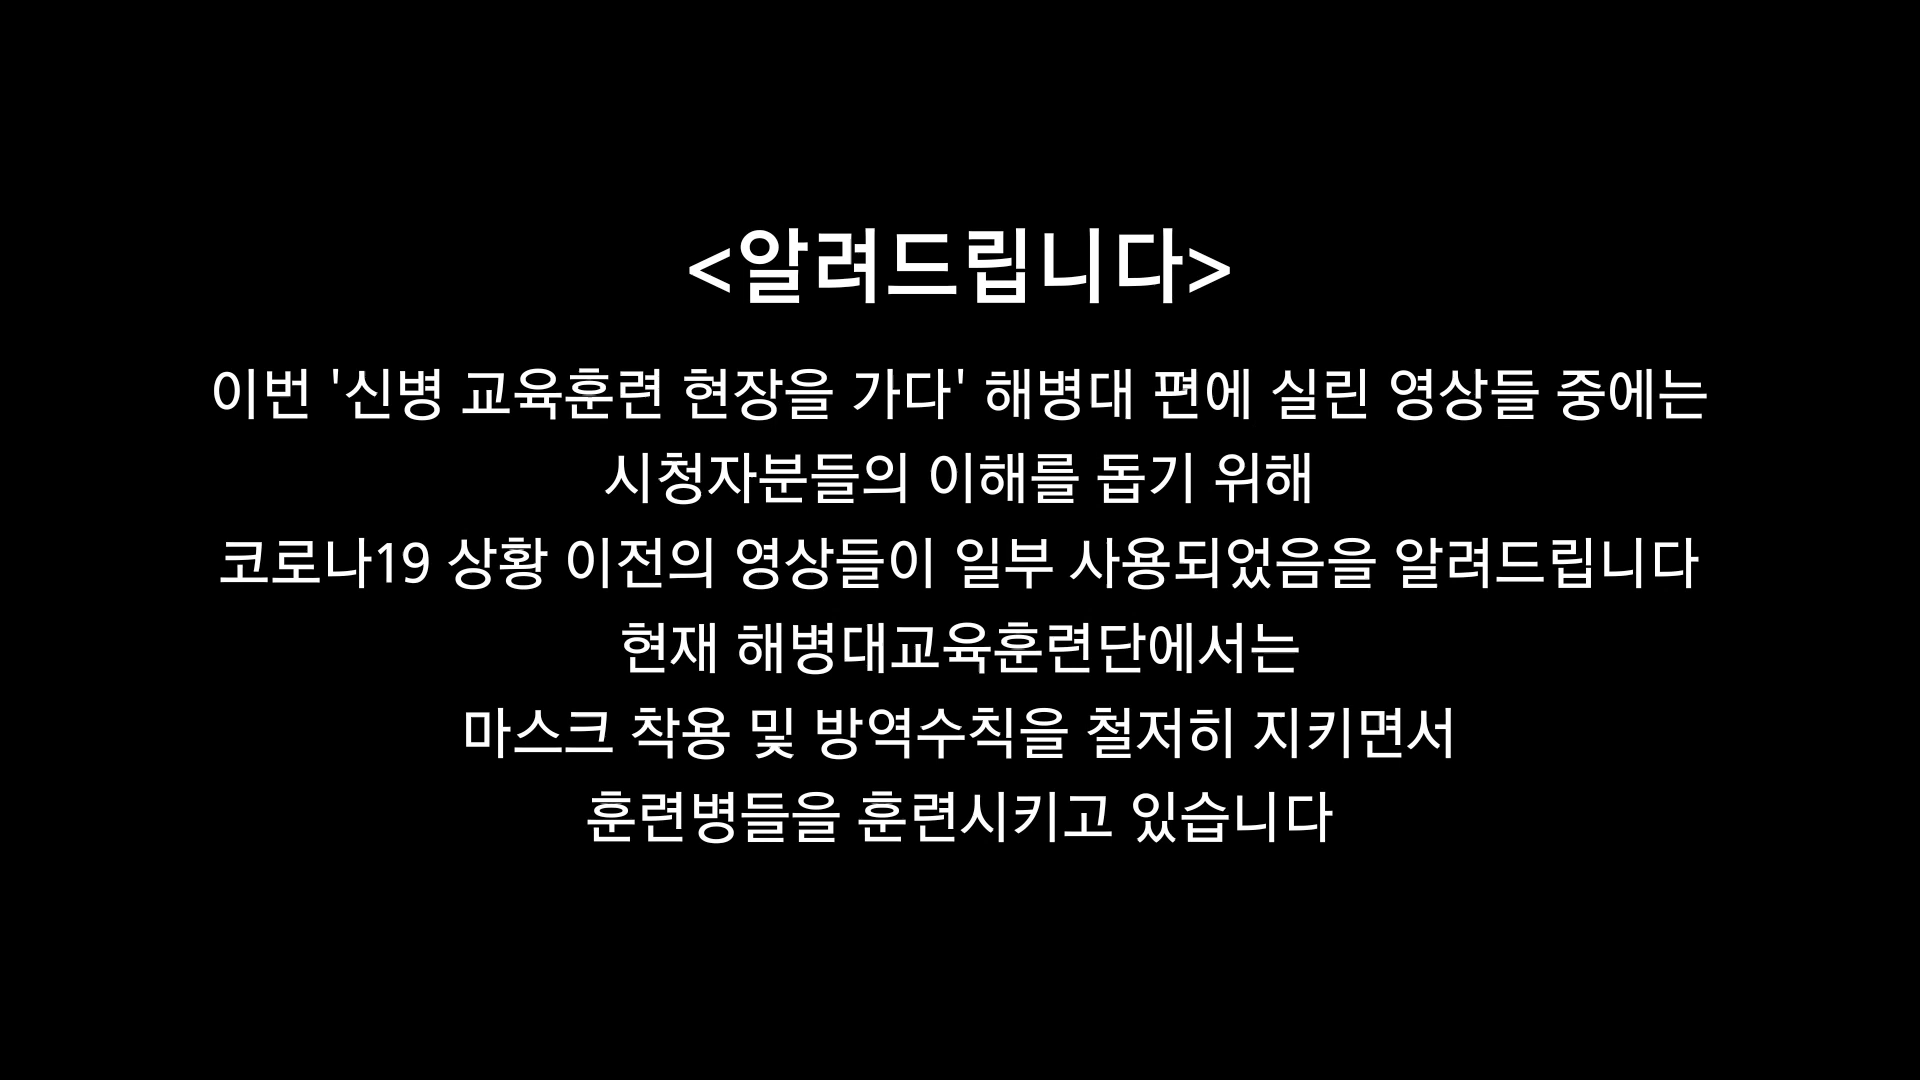 <알려드립니다>
이번 '신병 교육훈련 현장을 가다' 해병대 편에 실린 영상들 중에는
시청자분들의 이해를 돕기 위해
코로나19 상황 이전의 영상들이 일부 사용되었음을 알려드립니다
현재 해병대교육훈련단에서는
마스크 착용 및 방역수칙을 철저히 지키면서
훈련병들을 훈련시키고 있습니다